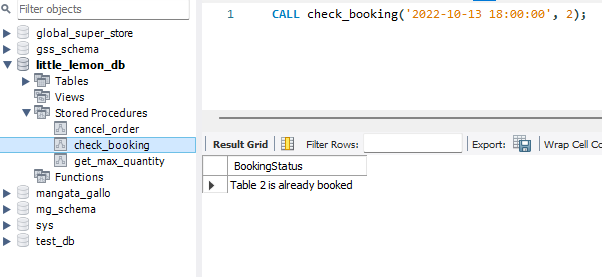 Filter objects
global_super_store
gss_schema
little_lemon_db
Tables
Views
Stored Procedures
cancel_order
check_booking
get_max_quantity
Functions
mangata_gallo
mg_schema
sys
test_db
1 CALL check_booking('2022-10-13 18:00:00', 2);
Result Grid Filter Rows: Export: Wrap Cell Co
BookingStatus
Table 2 is already booked